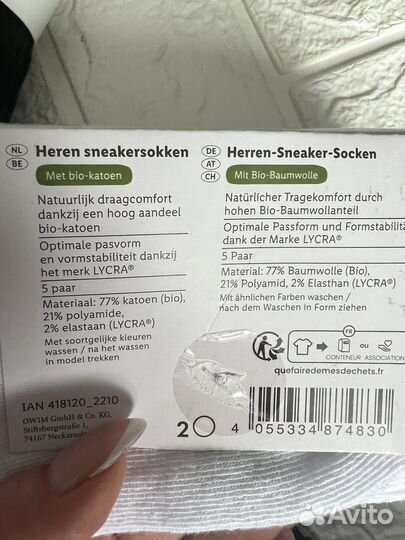 NL
BE
Heren sneakersokken
Met bio-katoen
Natuurlijk draagcomfort
dankzij een hoog aandeel
bio-katoen
Optimale pasvorm
en vormstabiliteit dankzij
het merk LYCRA®
5 paar
Materiaal: 77% katoen (bio),
21% polyamide,
2% elastaan (LYCRA®)
Met soortgelijke kleuren
wassen / na het wassen
in model trekken
IAN 418120_2210
OWIM GmbH & Co. KG,
Stiftsbergstraße 1,
74167 Neckarsul
DE
AT
CH
Herren-Sneaker-Socken
Mit Bio-Baumwolle
Natürlicher Tragekomfort durch
hohen Bio-Baumwollanteil
Optimale Passform und Formstabilität
dank der Marke LYCRA®
5 Paar
Material: 77% Baumwolle (Bio),
21% Polyamid, 2% Elasthan (LYCRA®)
Mit ähnlichen Farben waschen /
nach dem Waschen in Form ziehen
FR
ou
CONTENEUR
ASSOCIATION
quefairedemesdechets.fr
2
4 055334 874830
Avito